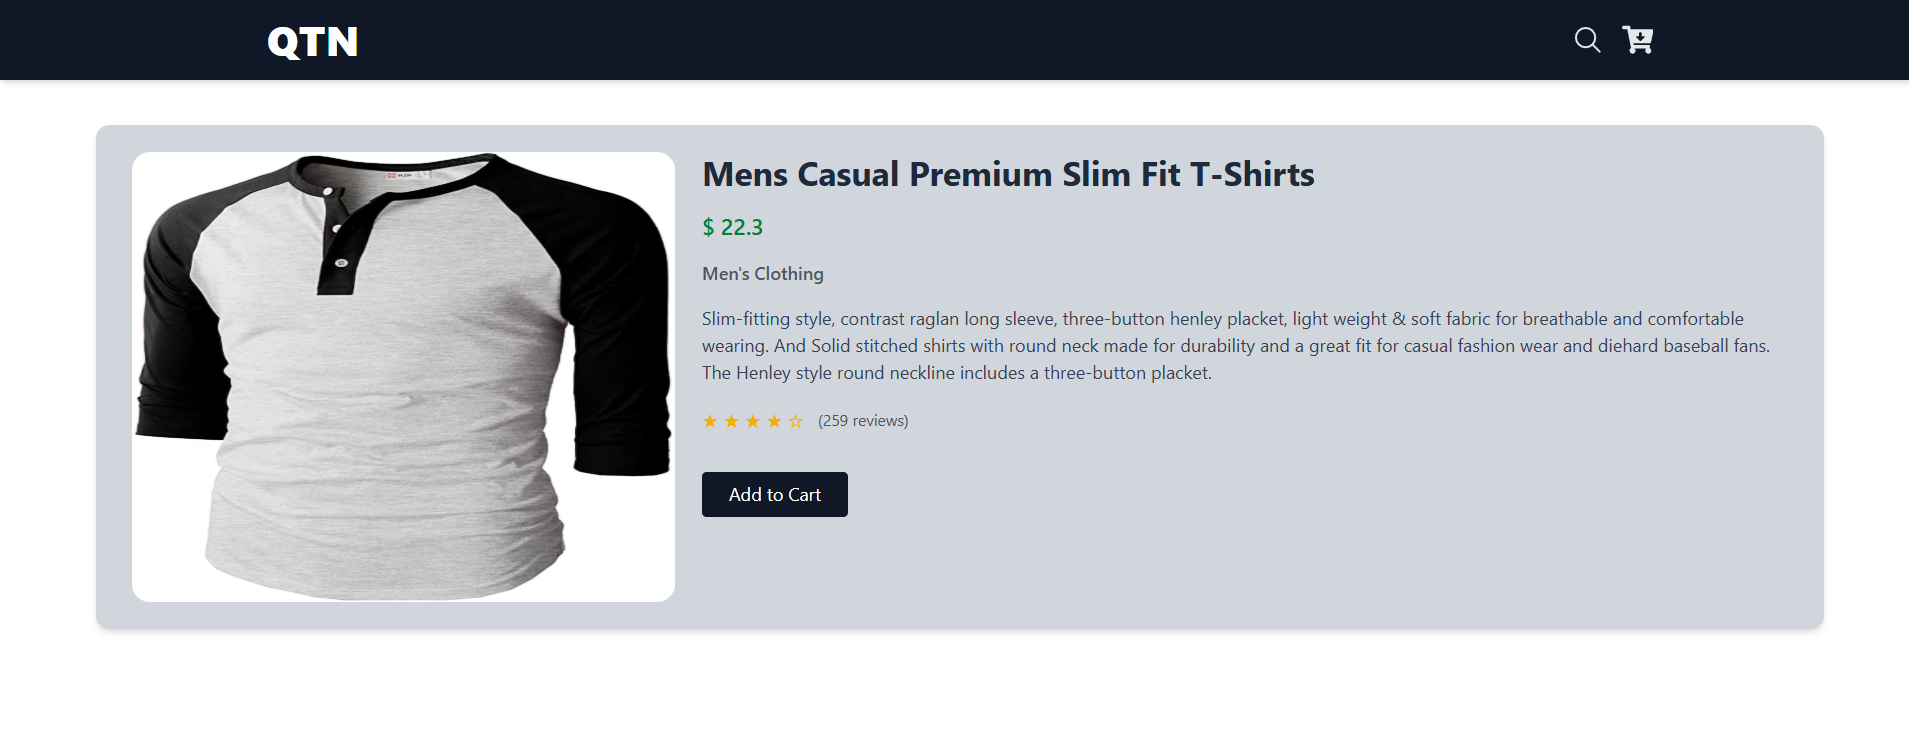 QTN
Mens Casual Premium Slim Fit T-Shirts
$ 22.3
Men's Clothing
Slim-fitting style, contrast raglan long sleeve, three-button henley placket, light weight & soft fabric for breathable and comfortable
wearing. And Solid stitched shirts with round neck made for durability and a great fit for casual fashion wear and diehard baseball fans.
The Henley style round neckline includes a three-button placket.
(259 reviews)
Add to Cart